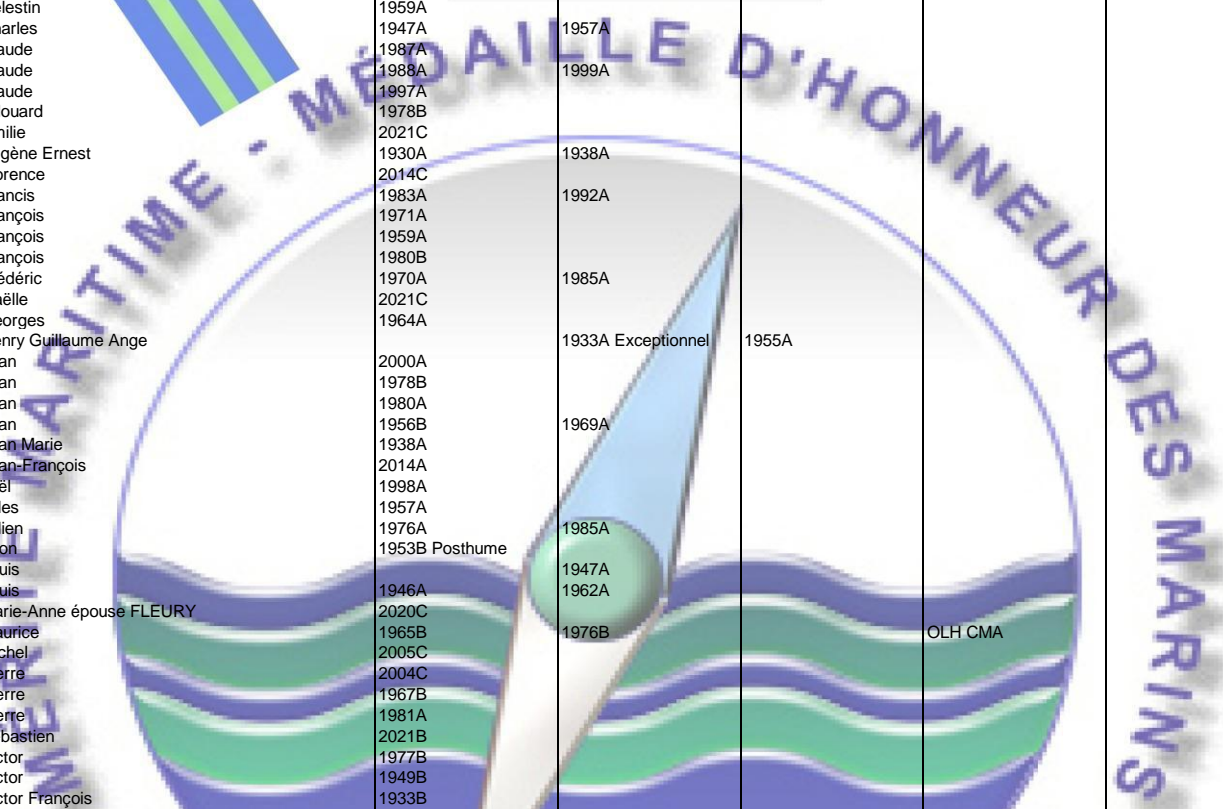 élestin 1959A
harles 1947A 1957A
aude 1987A
aude 1988A 1999A
aude 1997A
ouard 1978B
ilie 2021C
gène Ernest 1930A 1938A
orence 2014C
ancis 1983A 1992A
ançois 1971A
ançois 1959A
ançois 1980B
édéric 1970A 1985A
aëlle 2021C
eorges 1964A
enry Guillaume Ange 1933A Exceptionnel 1955A
an 2000A
an 1978B
an 1980A
an 1956B 1969A
an Marie 1938A
an-François 2014A
ël 1998A
les 1957A
lien 1976A 1985A
on 1953B Posthume
uis 1947A
uis 1946A 1962A
arie-Anne épouse FLEURY 2020C
aurice 1965B 1976B OLH CMA
chel 2005C
erre 2004C
erre 1967B
erre 1981A
bastien 2021B
ctor 1977B
ctor 1949B
ctor François 1933B
MÉRITE MARITIME - MÉDAILLE D'HONNEUR DES MARINS